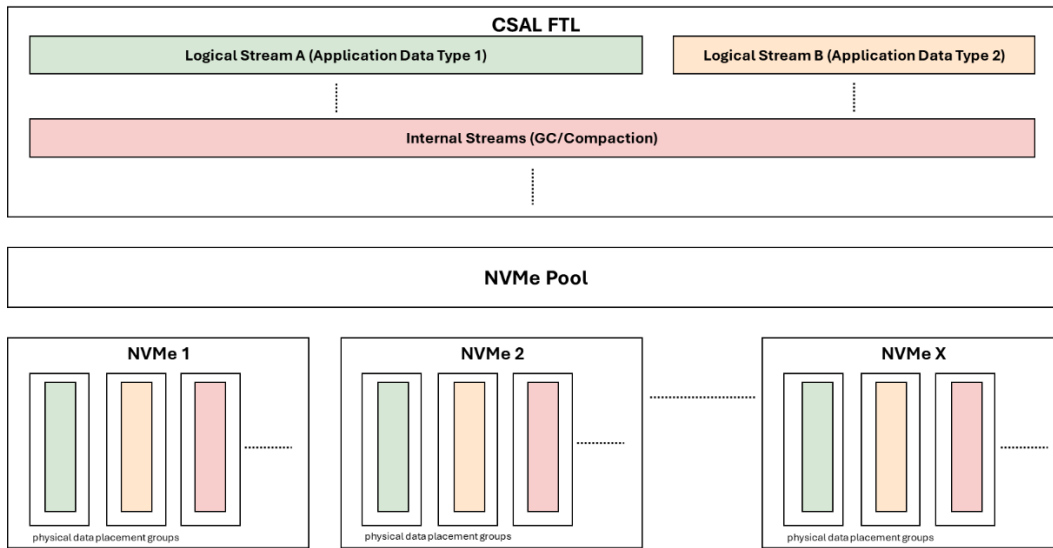 CSAL FTL
Logical Stream A (Application Data Type 1)
Logical Stream B (Application Data Type 2)
Internal Streams (GC/Compaction)
NVMe Pool
NVMe 1
NVMe 2
NVMe X
physical data placement groups
physical data placement groups
physical data placement groups